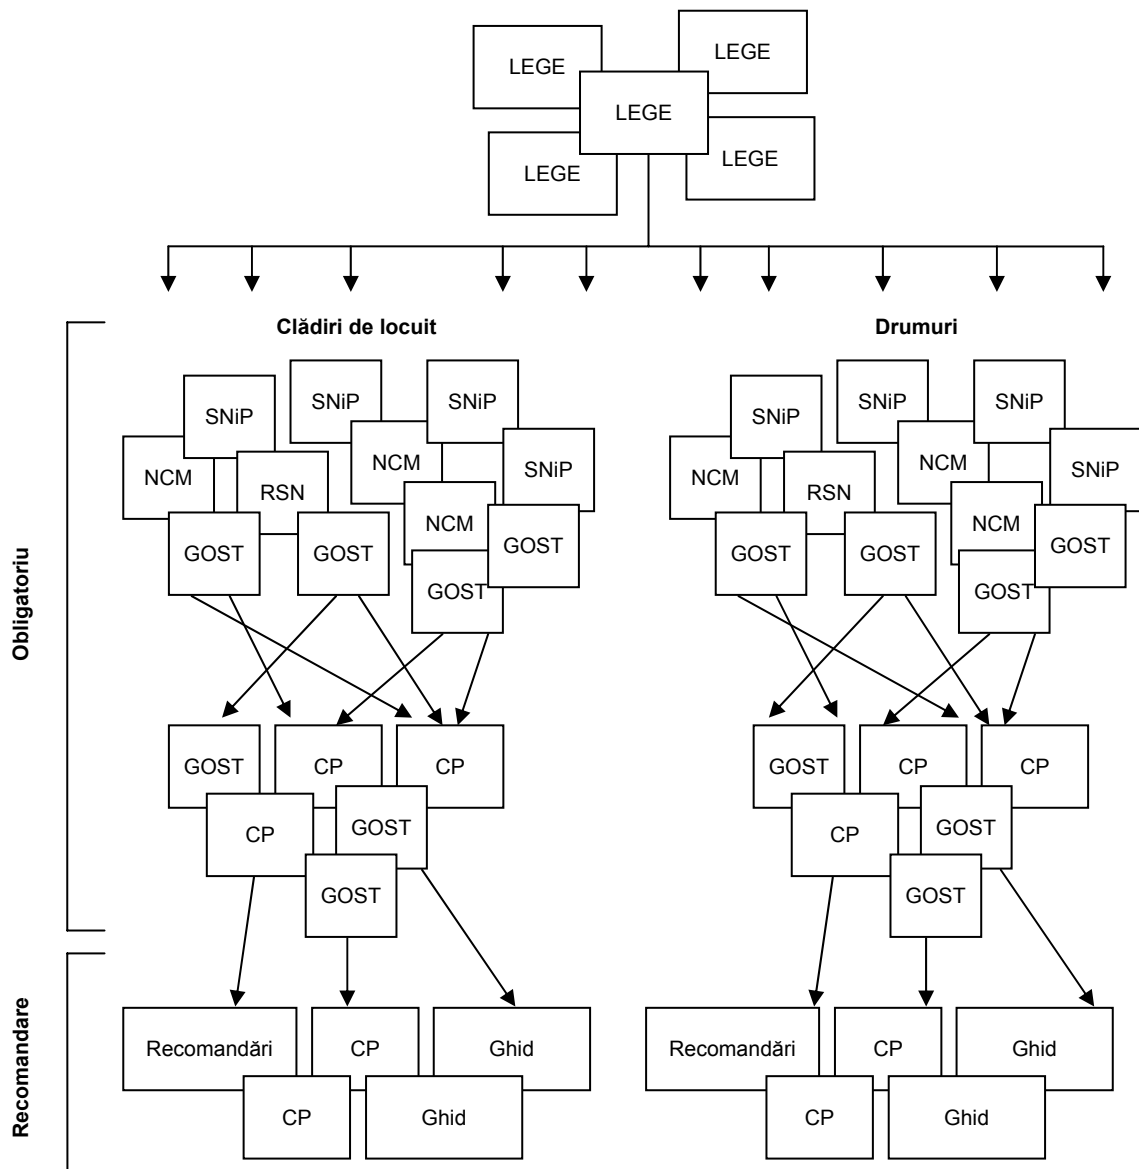 LEGE
LEGE
LEGE
LEGE
LEGE
Obligatoriu
Clădiri de locuit
SNiP
SNiP
SNiP
NCM
NCM
SNiP
RSN
NCM
GOST
GOST
GOST
GOST
GOST
CP
CP
CP
GOST
GOST
Drumuri
SNiP
SNiP
SNiP
NCM
NCM
SNiP
RSN
NCM
GOST
GOST
GOST
GOST
GOST
CP
CP
CP
GOST
GOST
Recomandare
Recomandări
CP
Ghid
CP
Ghid
Recomandări
CP
Ghid
CP
Ghid